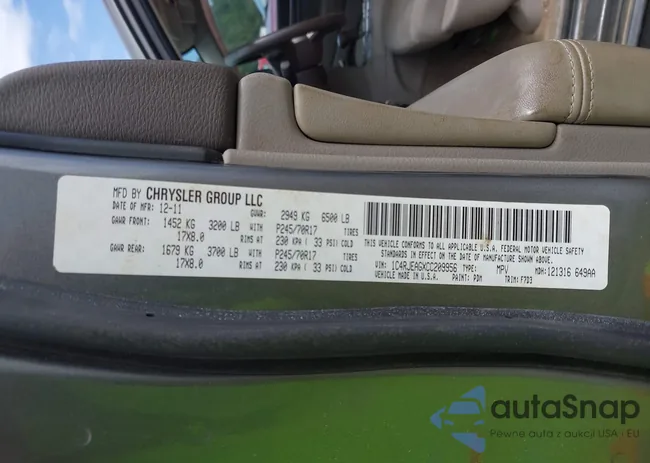 MFD BY CHRYSLER GROUP LLC
DATE OF MFR: 12-11 GVWR: 2949 KG 6500 LB
GAWR FRONT: 1452 KG 3200 LB WITH P245/70R17 TIRES
17X8.0 RIMS AT 230 KPA ( 33 PSI) COLD
GAWR REAR: 1679 KG 3700 LB WITH P245/70R17 TIRES
17X8.0 RIMS AT 230 KPA ( 33 PSI) COLD
THIS VEHICLE CONFORMS TO ALL APPLICABLE U.S.A. FEDERAL MOTOR VEHICLE SAFETY
STANDARDS IN EFFECT ON THE DATE OF MANUFACTURE SHOWN ABOVE.
VIN: 1C4RJEAGXCC209956 TYPE: MPV MDH: 121316 649AA
VEHICLE MADE IN U.S.A. PAINT: PDM TRIM: F7D3
autaSnap
Pewne auta z aukcji USA - EU